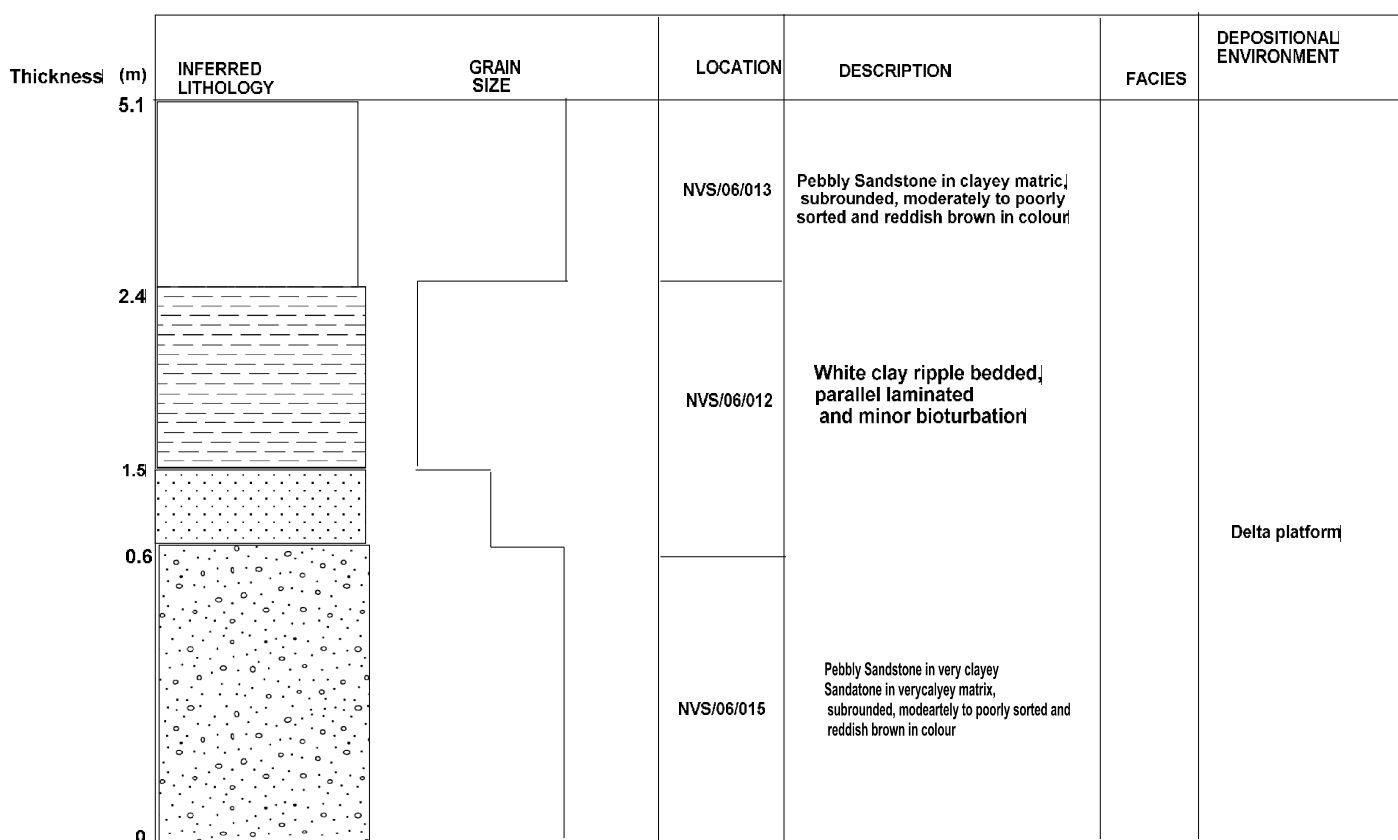 Thickness (m)
INFERRED
LITHOLOGY
GRAIN
SIZE
LOCATION
DESCRIPTION
FACIES
DEPOSITIONAL
ENVIRONMENT
5.1
NVS/06/013
Pebbly Sandstone in clayey matric,
subrounded, moderately to poorly
sorted and reddish brown in colour
2.4
NVS/06/012
White clay ripple bedded,
parallel laminated
and minor bioturbation
1.5
Delta platform
0.6
NVS/06/015
Pebbly Sandstone in very clayey
Sandatone in verycalyey matrix,
subrounded, modeartely to poorly sorted and
reddish brown in colour
0